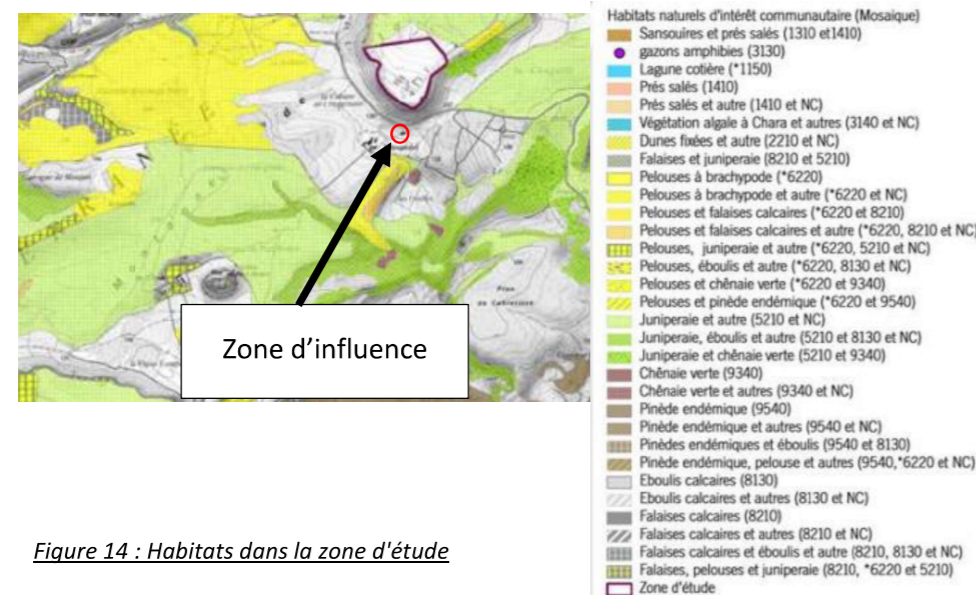 Zone d’influence
Figure 14 : Habitats dans la zone d'étude
Habitats naturels d'intérêt communautaire (Mosaique)
Sansouires et prés salés (1310 et1410)
gazons amphibies (3130)
Lagune cotière (*1150)
Prés salés (1410)
Prés salés et autre (1410 et NC)
Végétation algale à Chara et autres (3140 et NC)
Dunes fixées et autre (2210 et NC)
Falaises et juniperaie (8210 et 5210)
Pelouses à brachypode (*6220)
Pelouses à brachypode et autre (*6220 et NC)
Pelouses et falaises calcaires (*6220 et 8210)
Pelouses et falaises calcaires et autre (*6220, 8210 et NC)
Pelouses, juniperaie et autre (*6220, 5210 et NC)
Pelouses, éboulis et autre (*6220, 8130 et NC)
Pelouses et chênaie verte (*6220 et 9340)
Pelouses et pinède endémique (*6220 et 9540)
Juniperaie et autre (5210 et NC)
Juniperaie, éboulis et autre (5210 et 8130 et NC)
Juniperaie et chênaie verte (5210 et 9340)
Chênaie verte (9340)
Chênaie verte et autres (9340 et NC)
Pinède endémique (9540)
Pinède endémique et autres (9540 et NC)
Pinèdes endémiques et éboulis (9540 et 8130)
Pinède endémique, pelouse et autres (9540,*6220 et NC)
Eboulis calcaires (8130)
Eboulis calcaires et autres (8130 et NC)
Falaises calcaires (8210)
Falaises calcaires et autres (8210 et NC)
Falaises calcaires et éboulis et autre (8210, 8130 et NC)
Falaises, pelouses et juniperaie (8210, *6220 et 5210)
Zone d'étude